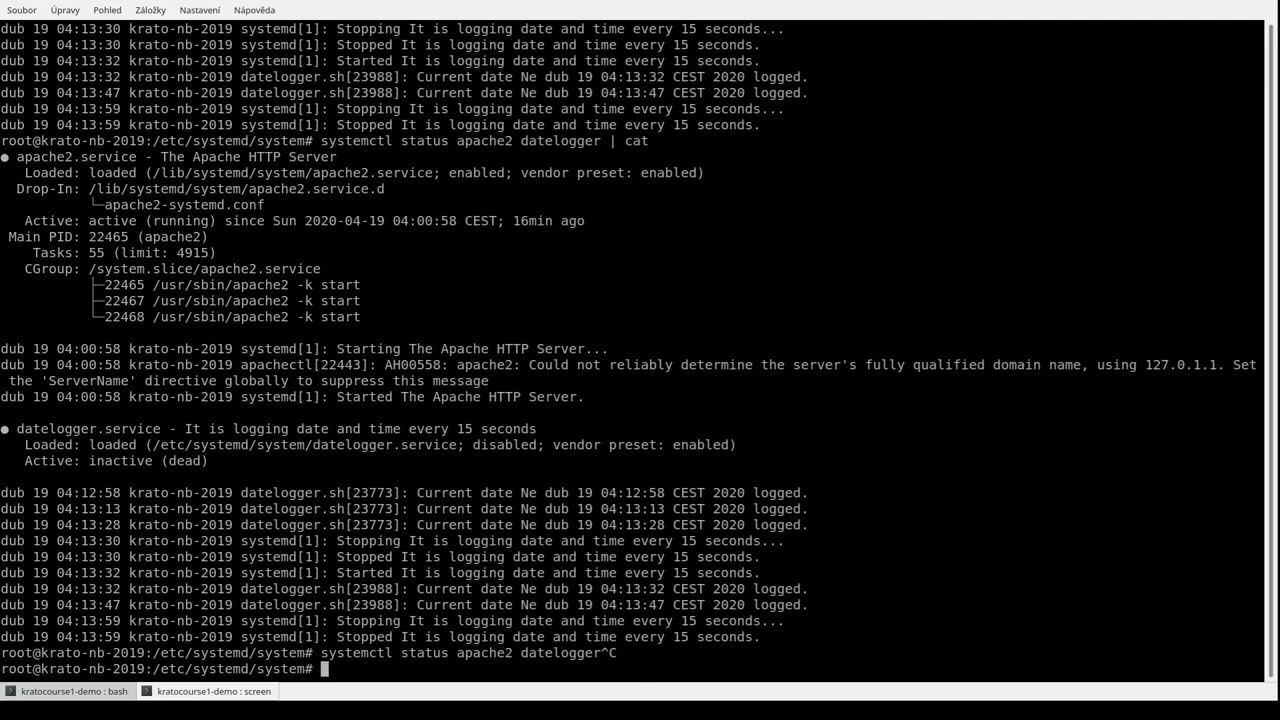 Soubor Úpravy Pohled Záložky Nastavení Nápověda
dub 19 04:13:30 krato-nb-2019 systemd[1]: Stopping It is logging date and time every 15 seconds...
dub 19 04:13:30 krato-nb-2019 systemd[1]: Stopped It is logging date and time every 15 seconds.
dub 19 04:13:32 krato-nb-2019 systemd[1]: Started It is logging date and time every 15 seconds.
dub 19 04:13:32 krato-nb-2019 datelogger.sh[23988]: Current date Ne dub 19 04:13:32 CEST 2020 logged.
dub 19 04:13:47 krato-nb-2019 datelogger.sh[23988]: Current date Ne dub 19 04:13:47 CEST 2020 logged.
dub 19 04:13:59 krato-nb-2019 systemd[1]: Stopping It is logging date and time every 15 seconds...
dub 19 04:13:59 krato-nb-2019 systemd[1]: Stopped It is logging date and time every 15 seconds.
root@krato-nb-2019:/etc/systemd/system# systemctl status apache2 datelogger | cat
● apache2.service - The Apache HTTP Server
   Loaded: loaded (/lib/systemd/system/apache2.service; enabled; vendor preset: enabled)
  Drop-In: /lib/systemd/system/apache2.service.d
           └─apache2-systemd.conf
   Active: active (running) since Sun 2020-04-19 04:00:58 CEST; 16min ago
 Main PID: 22465 (apache2)
    Tasks: 55 (limit: 4915)
   CGroup: /system.slice/apache2.service
           ├─22465 /usr/sbin/apache2 -k start
           ├─22467 /usr/sbin/apache2 -k start
           └─22468 /usr/sbin/apache2 -k start
dub 19 04:00:58 krato-nb-2019 systemd[1]: Starting The Apache HTTP Server...
dub 19 04:00:58 krato-nb-2019 apachectl[22443]: AH00558: apache2: Could not reliably determine the server's fully qualified domain name, using 127.0.1.1. Set
 the 'ServerName' directive globally to suppress this message
dub 19 04:00:58 krato-nb-2019 systemd[1]: Started The Apache HTTP Server.
● datelogger.service - It is logging date and time every 15 seconds
   Loaded: loaded (/etc/systemd/system/datelogger.service; disabled; vendor preset: enabled)
   Active: inactive (dead)
dub 19 04:12:58 krato-nb-2019 datelogger.sh[23773]: Current date Ne dub 19 04:12:58 CEST 2020 logged.
dub 19 04:13:13 krato-nb-2019 datelogger.sh[23773]: Current date Ne dub 19 04:13:13 CEST 2020 logged.
dub 19 04:13:28 krato-nb-2019 datelogger.sh[23773]: Current date Ne dub 19 04:13:28 CEST 2020 logged.
dub 19 04:13:30 krato-nb-2019 systemd[1]: Stopping It is logging date and time every 15 seconds...
dub 19 04:13:30 krato-nb-2019 systemd[1]: Stopped It is logging date and time every 15 seconds.
dub 19 04:13:32 krato-nb-2019 systemd[1]: Started It is logging date and time every 15 seconds.
dub 19 04:13:32 krato-nb-2019 datelogger.sh[23988]: Current date Ne dub 19 04:13:32 CEST 2020 logged.
dub 19 04:13:47 krato-nb-2019 datelogger.sh[23988]: Current date Ne dub 19 04:13:47 CEST 2020 logged.
dub 19 04:13:59 krato-nb-2019 systemd[1]: Stopping It is logging date and time every 15 seconds...
dub 19 04:13:59 krato-nb-2019 systemd[1]: Stopped It is logging date and time every 15 seconds.
root@krato-nb-2019:/etc/systemd/system# systemctl status apache2 datelogger^C
root@krato-nb-2019:/etc/systemd/system#
kratocourse1-demo : bash kratocourse1-demo : screen